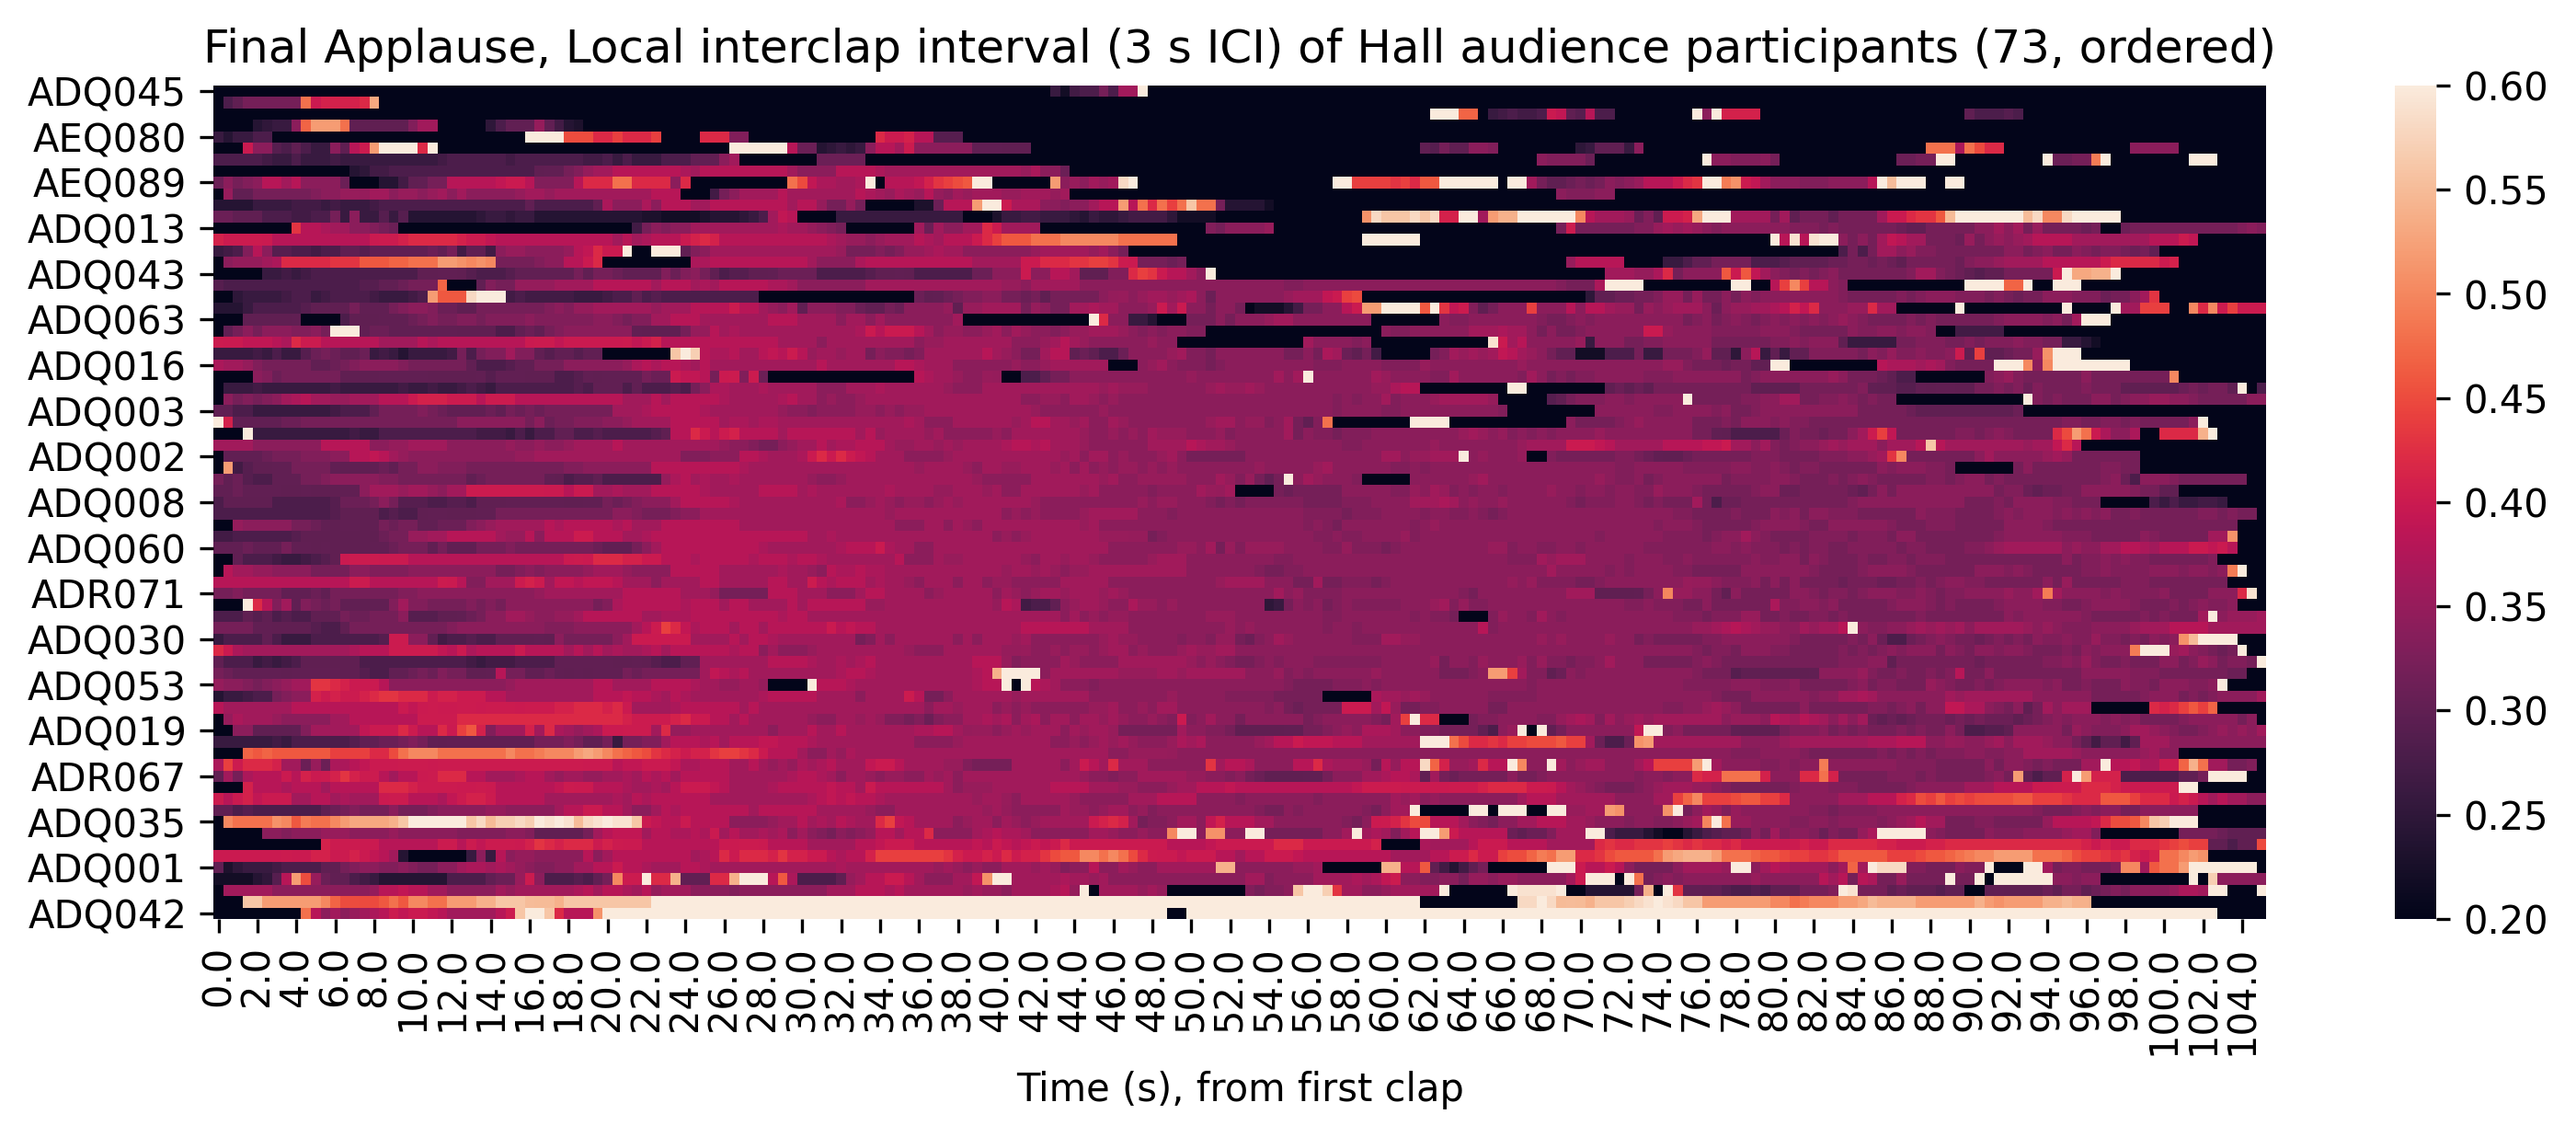 Final Applause, Local interclap interval (3 s ICI) of Hall audience participants (73, ordered)
ADQ045
AEQ080
AEQ089
ADQ013
ADQ043
ADQ063
ADQ016
ADQ003
ADQ002
ADQ008
ADQ060
ADR071
ADQ030
ADQ053
ADQ019
ADR067
ADQ035
ADQ001
ADQ042
0.0 2.0 4.0 6.0 8.0 10.0 12.0 14.0 16.0 18.0 20.0 22.0 24.0 26.0 28.0 30.0 32.0 34.0 36.0 38.0 40.0 42.0 44.0 46.0 48.0 50.0 52.0 54.0 56.0 58.0 60.0 62.0 64.0 66.0 68.0 70.0 72.0 74.0 76.0 78.0 80.0 82.0 84.0 86.0 88.0 90.0 92.0 94.0 96.0 98.0 100.0 102.0 104.0
Time (s), from first clap
0.60
0.55
0.50
0.45
0.40
0.35
0.30
0.25
0.20